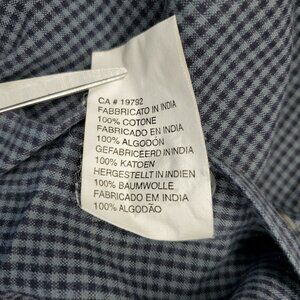 CA # 19792
FABBRICATO IN INDIA
100% COTONE
FABRICADO EN INDIA
100% ALGODÓN
GEFABRICEERD IN INDIA
100% KATOEN
HERGESTELLT IN INDIEN
100% BAUMWOLLE
FABRICADO EM INDIA
100% ALGODÃO